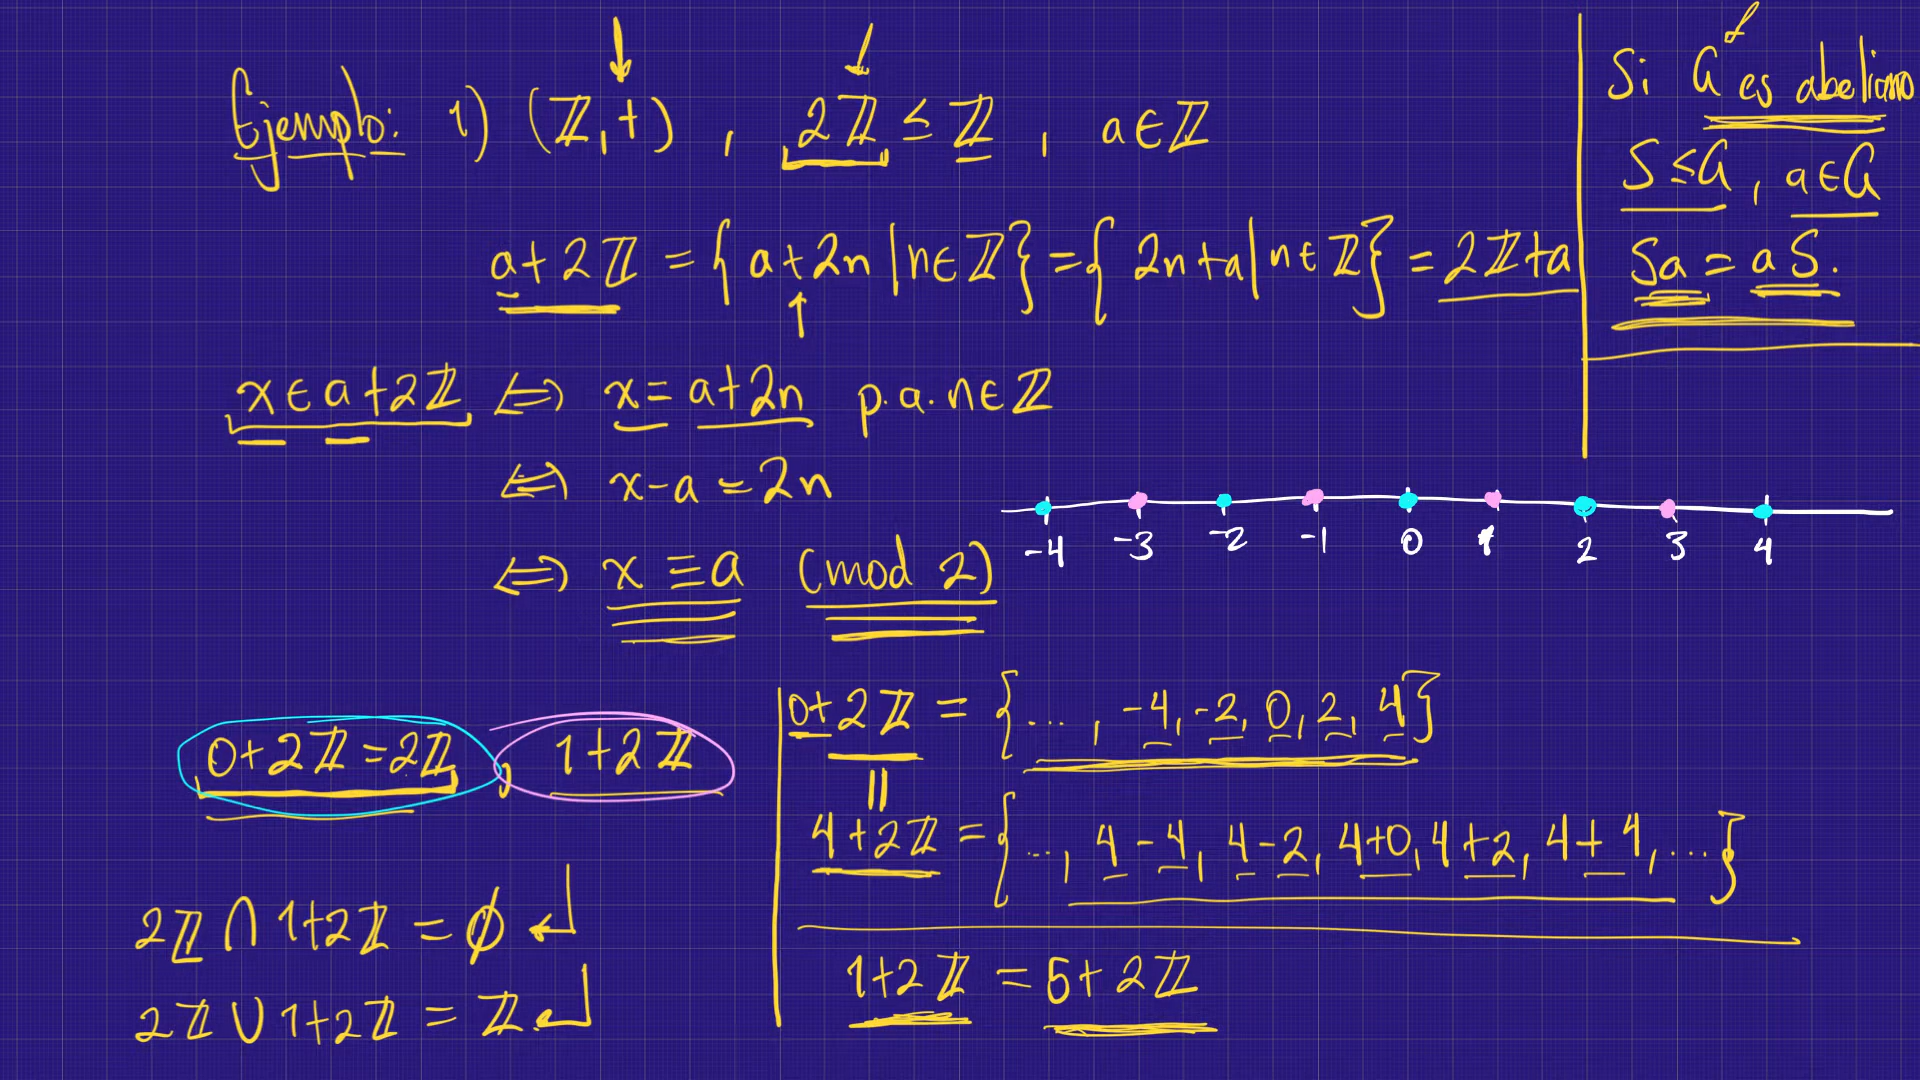 Ejemplo: 1) (ℤ,+) , 2ℤ ≤ ℤ , a∈ℤ
a+2ℤ = { a+2n | n∈ℤ} = { 2n+a | n∈ℤ} = 2ℤ+a
x∈a+2ℤ ⟺ x = a+2n p.a. n∈ℤ
⟺ x-a = 2n
⟺ x ≡ a (mod 2)
Si G es abeliano
S ≤ G , a∈G
Sa = aS.
-4 -3 -2 -1 0 1 2 3 4
0+2ℤ = 2ℤ , 1+2ℤ
2ℤ ∩ 1+2ℤ = ∅ ↵
2ℤ ∪ 1+2ℤ = ℤ ↵
0+2ℤ = {... , -4, -2, 0, 2, 4}
||
4+2ℤ = {..., 4-4, 4-2, 4+0, 4+2, 4+4, ...}
1+2ℤ = 5+2ℤ